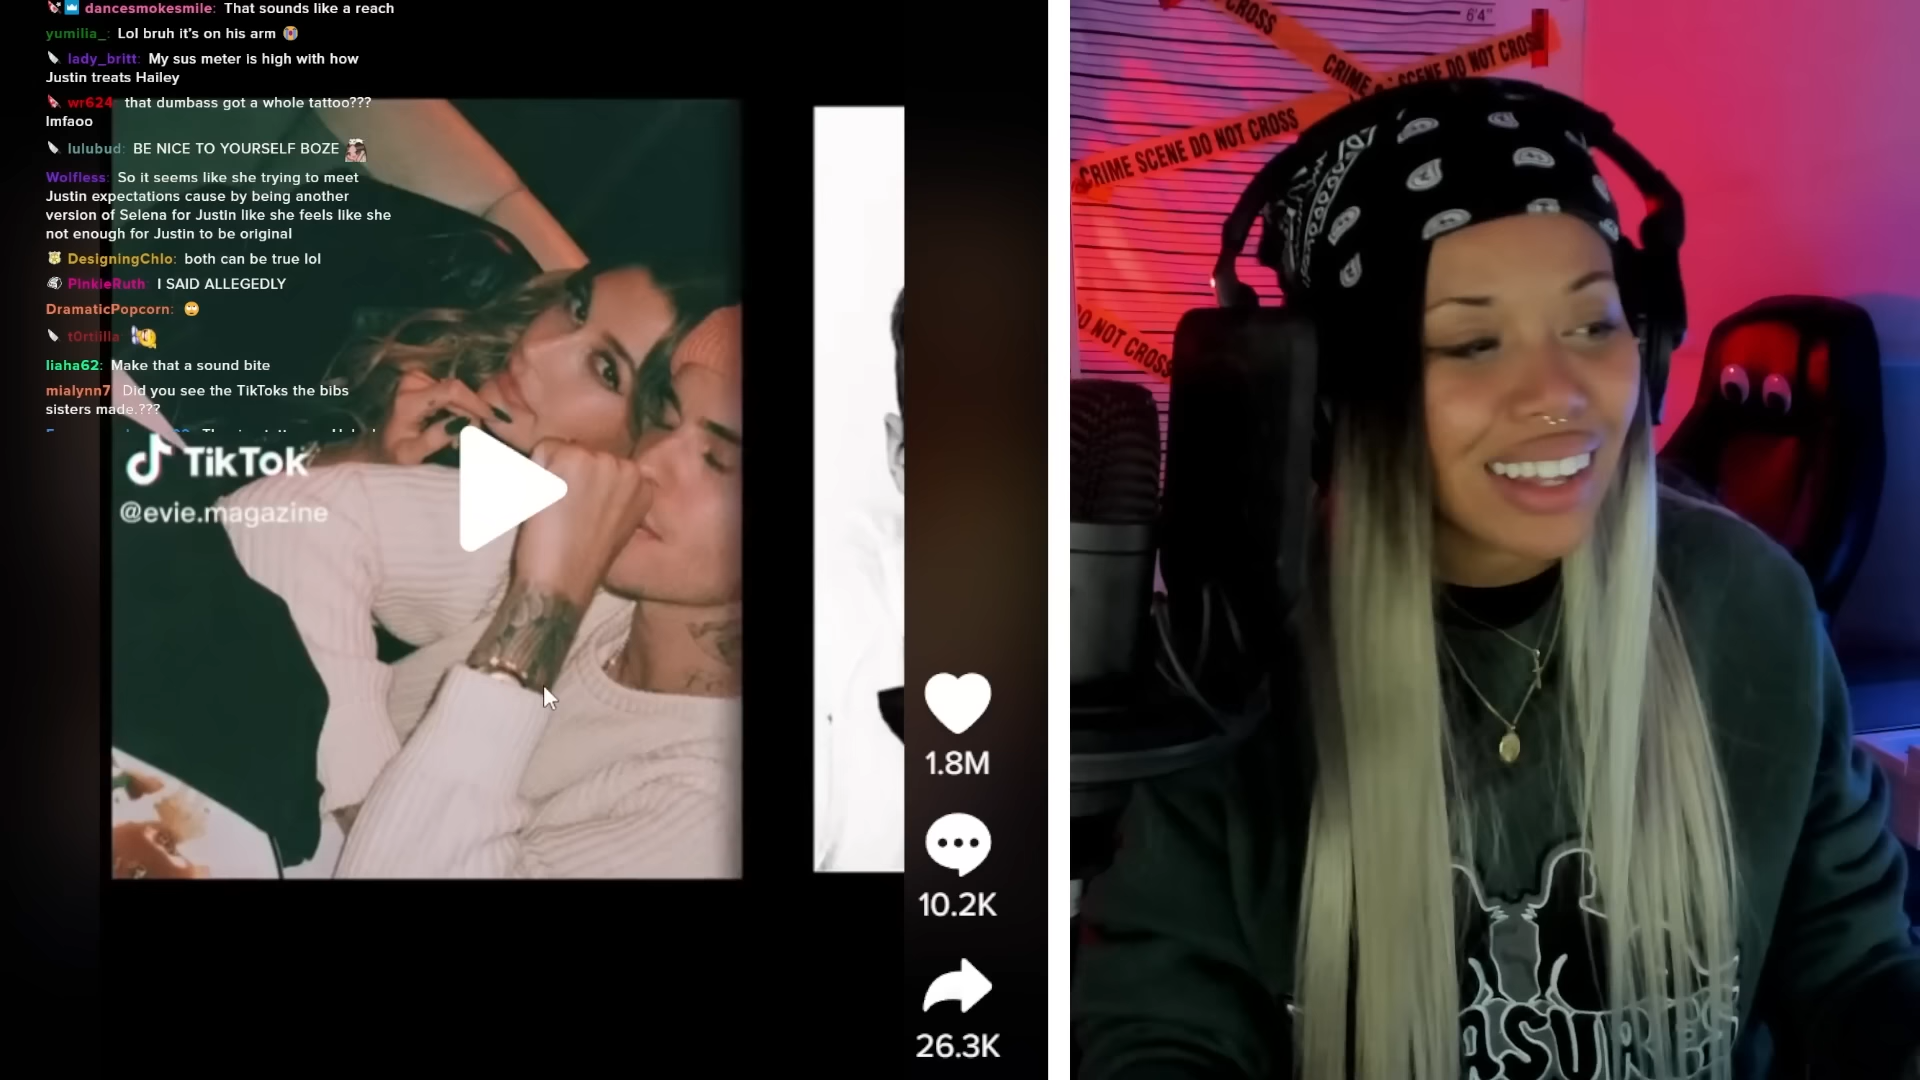 dancesmokesmile: That sounds like a reach
yumilia_: Lol bruh it's on his arm
lady_britt: My sus meter is high with how
Justin treats Hailey
wr624: that dumbass got a whole tattoo???
lmfaoo
lulubud: BE NICE TO YOURSELF BOZE
Wolfless: So it seems like she trying to meet
Justin expectations cause by being another
version of Selena for Justin like she feels like she
not enough for Justin to be original
DesigningChlo: both can be true lol
PinkieRuth: I SAID ALLEGEDLY
DramaticPopcorn:
t0rtiilla
liaha62: Make that a sound bite
mialynn7 Did you see the TikToks the bibs
sisters made.???
TikTok
@evie.magazine
1.8M
10.2K
26.3K
6'4"
CROSS
CRIME SCENE DO NOT CROSS
CRIME SCENE DO NOT CROSS
DO NOT CROSS